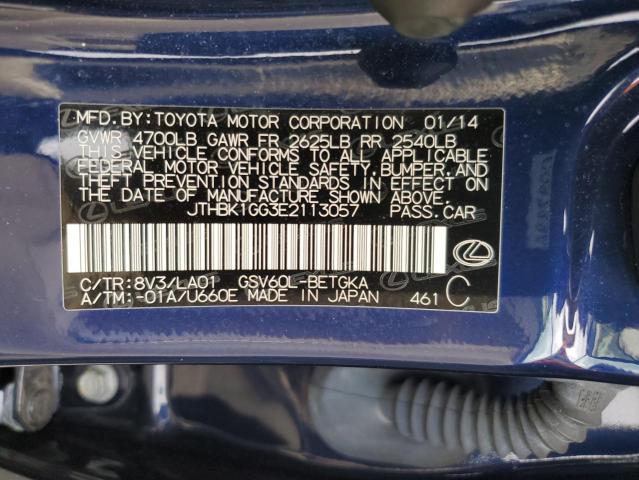 MFD. BY: TOYOTA MOTOR CORPORATION 01/14
GVWR 4700LB GAWR FR 2625LB RR 2540LB
THIS VEHICLE CONFORMS TO ALL APPLICABLE
FEDERAL MOTOR VEHICLE SAFETY, BUMPER, AND
THEFT PREVENTION STANDARDS IN EFFECT ON
THE DATE OF MANUFACTURE SHOWN ABOVE.
JTHBK1GG3E2113057 PASS. CAR
C/TR: 8V3/LA01 GSV60L-BETGKA
A/TM: -01A/U660E MADE IN JAPAN 461 C